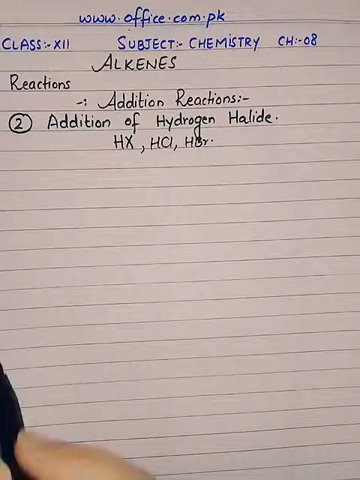 www.office.com.pk
CLASS:-XII SUBJECT:- CHEMISTRY CH:-08
ALKENES
Reactions
-: Addition Reactions:-
② Addition of Hydrogen Halide.
HX, HCl, HBr.